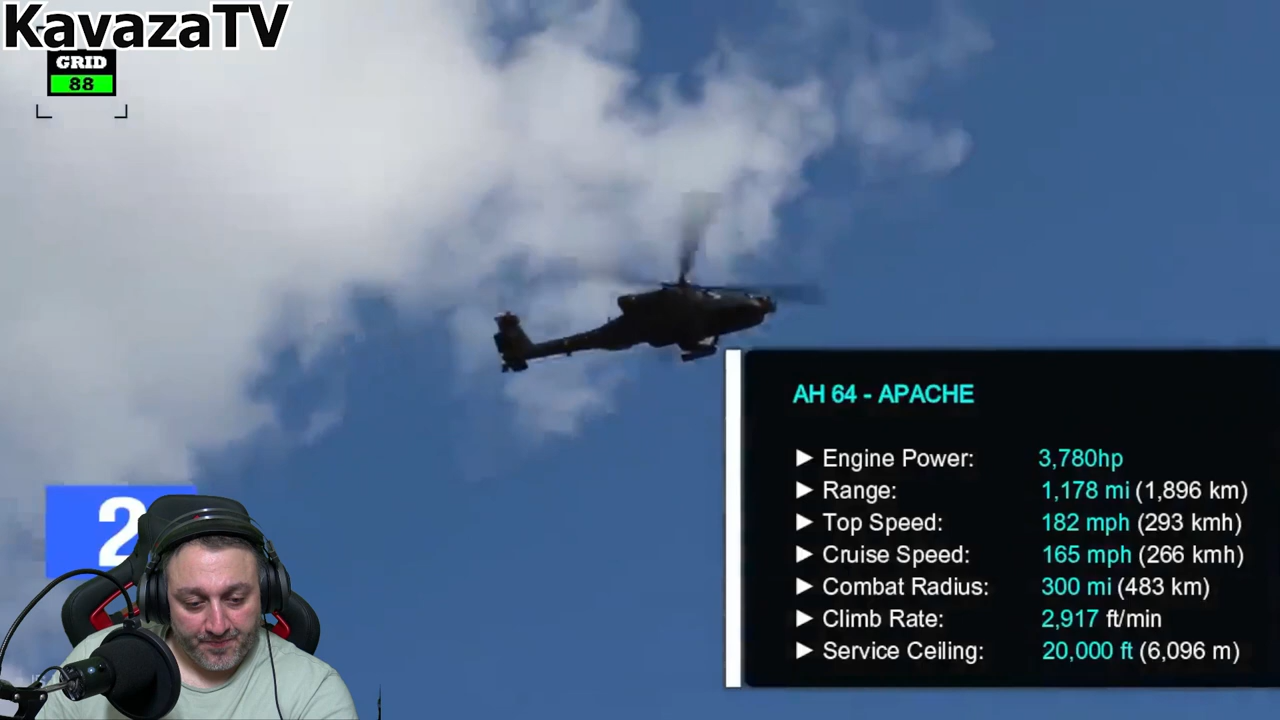 KavazaTV
GRID
88
2
AH 64 - APACHE
► Engine Power: 3,780hp
► Range: 1,178 mi (1,896 km)
► Top Speed: 182 mph (293 kmh)
► Cruise Speed: 165 mph (266 kmh)
► Combat Radius: 300 mi (483 km)
► Climb Rate: 2,917 ft/min
► Service Ceiling: 20,000 ft (6,096 m)